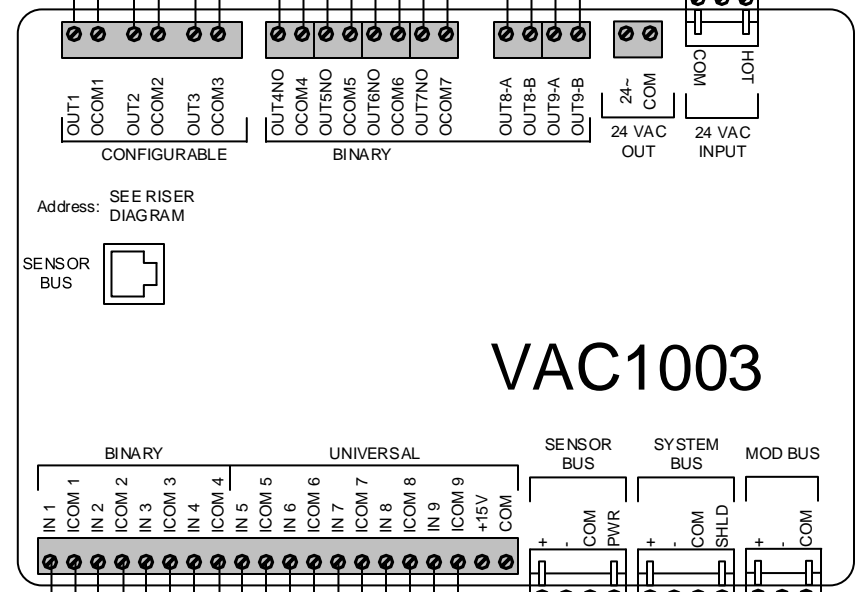 OUT1
OCOM1
OUT2
OCOM2
OUT3
OCOM3
CONFIGURABLE
OUT4NO
OCOM4
OUT5NO
OCOM5
OUT6NO
OCOM6
OUT7NO
OCOM7
OUT8-A
OUT8-B
OUT9-A
OUT9-B
BINARY
24~
COM
24 VAC
OUT
COM
HOT
24 VAC
INPUT
Address:
SEE RISER
DIAGRAM
SENSOR
BUS
VAC1003
BINARY
IN 1
ICOM 1
IN 2
ICOM 2
IN 3
ICOM 3
IN 4
ICOM 4
UNIVERSAL
IN 5
ICOM 5
IN 6
ICOM 6
IN 7
ICOM 7
IN 8
ICOM 8
IN 9
ICOM 9
+15V
COM
SENSOR
BUS
+
-
COM
PWR
SYSTEM
BUS
+
-
COM
SHLD
MOD BUS
+
-
COM